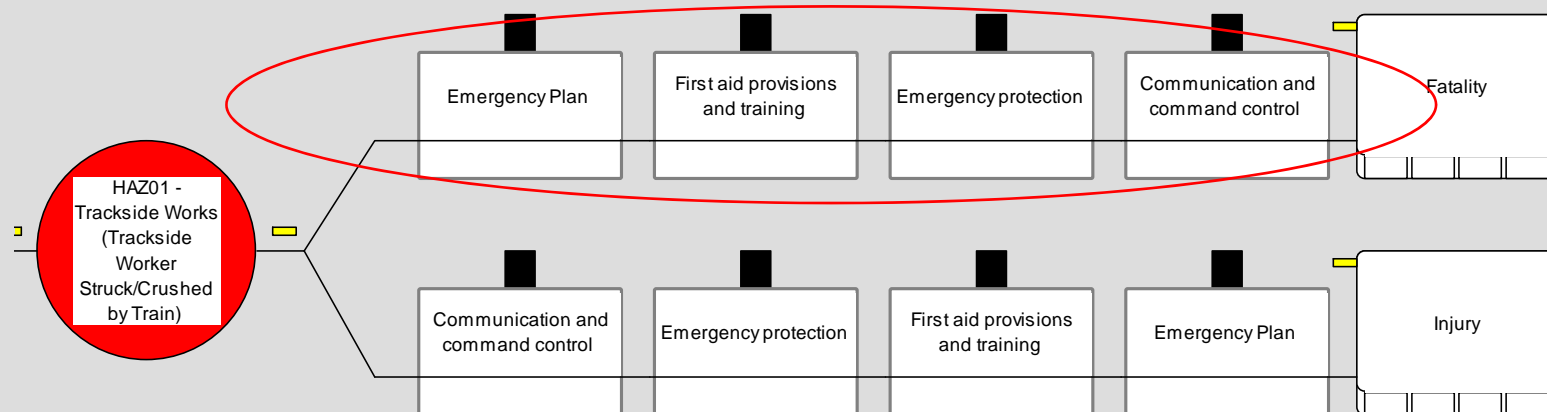 Emergency Plan
First aid provisions
and training
Emergency protection
Communication and
command control
Fatality
HAZ01 -
Trackside Works
(Trackside
Worker
Struck/Crushed
by Train)
Communication and
command control
Emergency protection
First aid provisions
and training
Emergency Plan
Injury